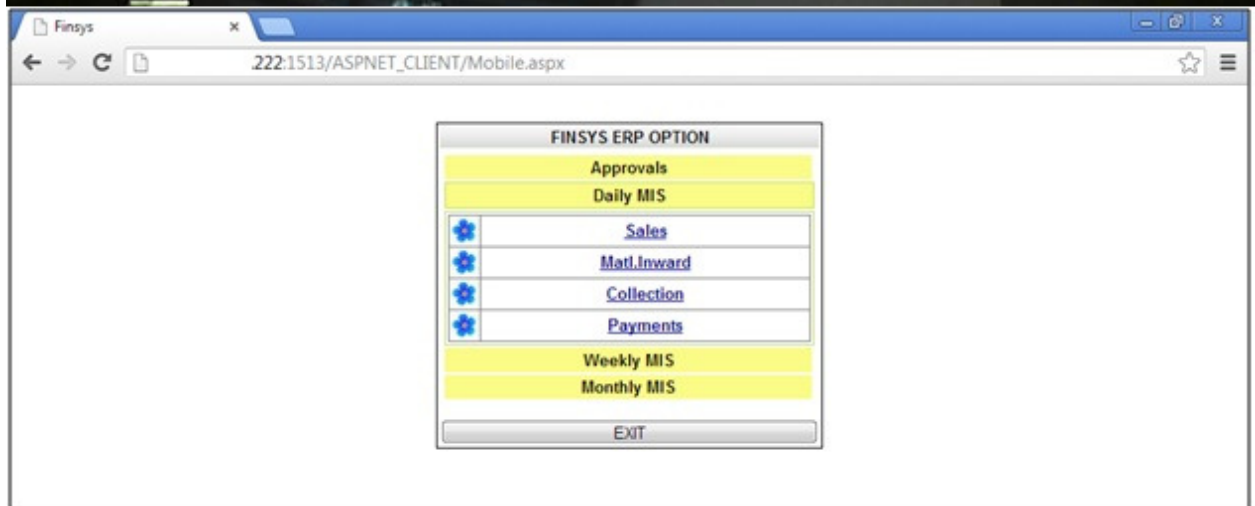 Finsys
.222:1513/ASPNET_CLIENT/Mobile.aspx
FINSYS ERP OPTION
Approvals
Daily MIS
Sales
Matl.Inward
Collection
Payments
Weekly MIS
Monthly MIS
EXIT